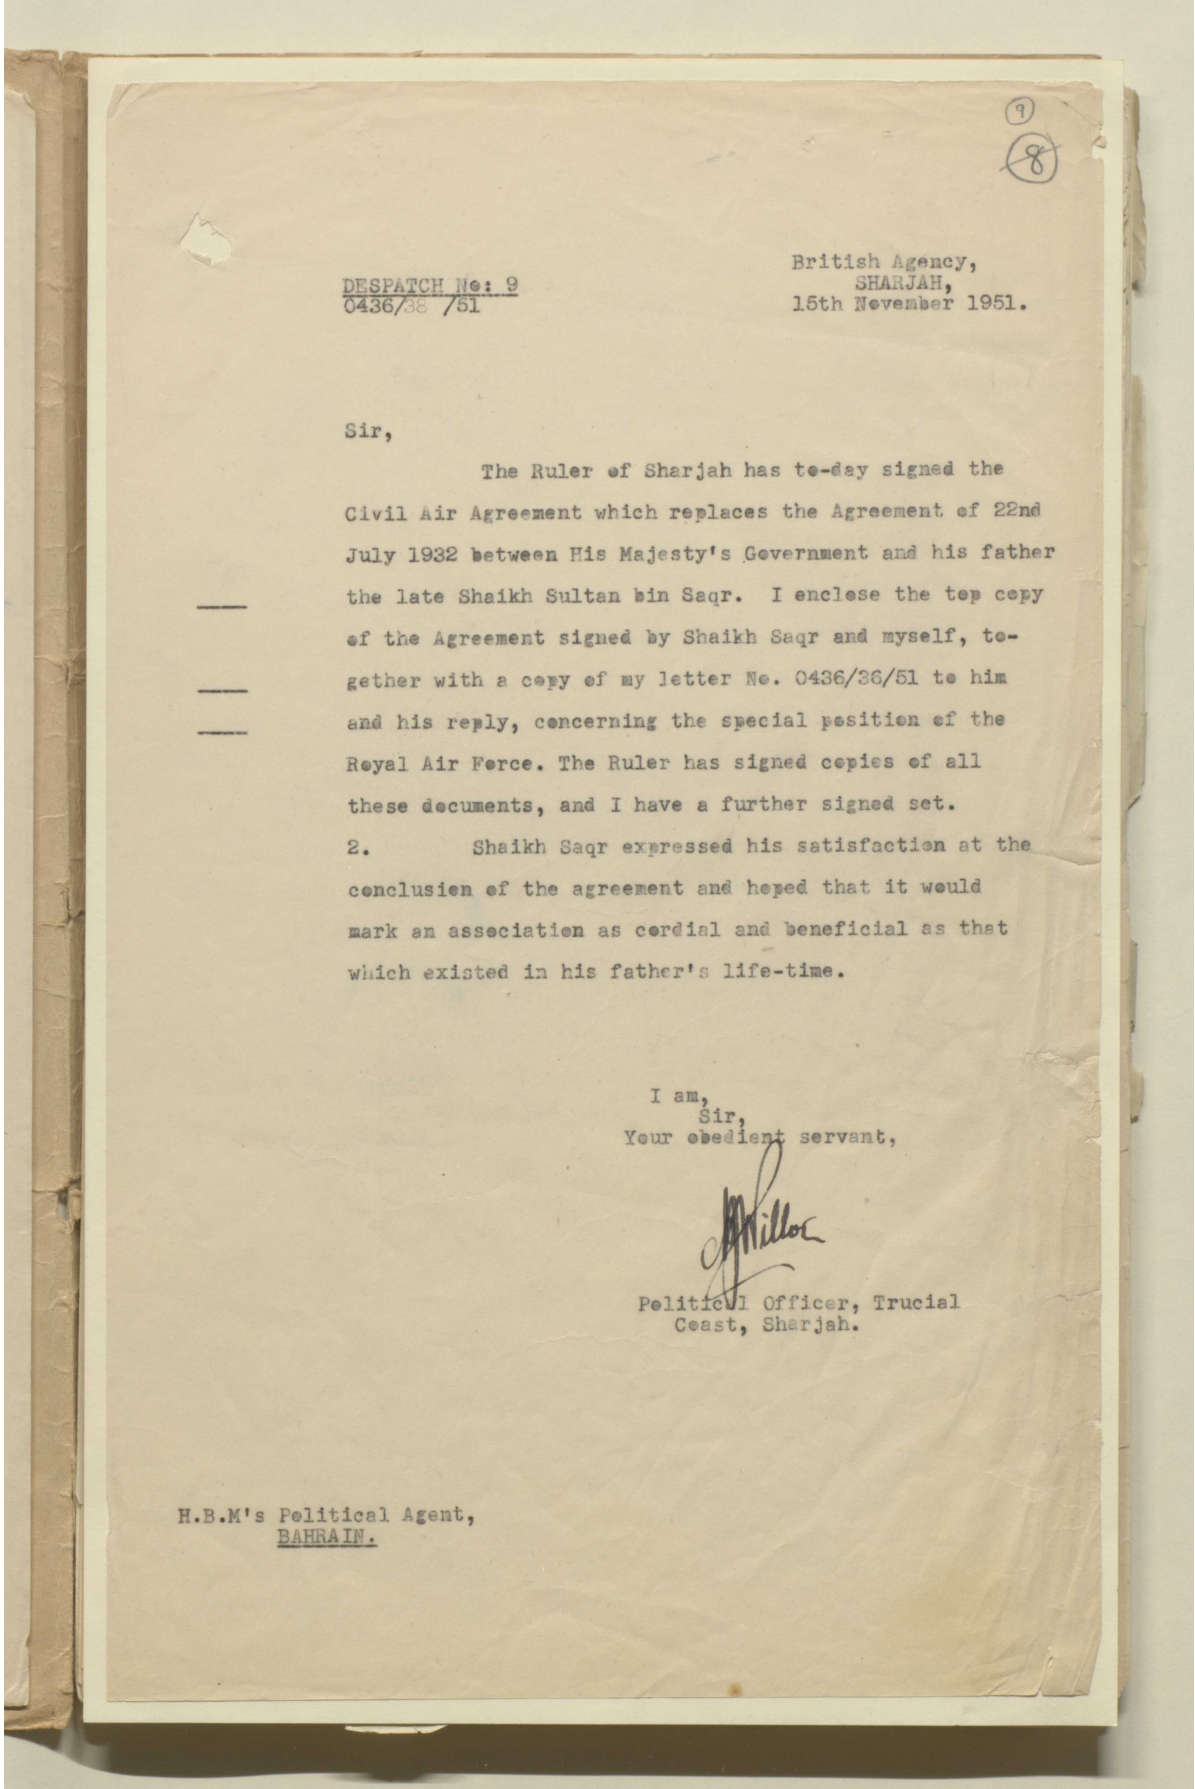 9
8
British Agency,
SHARJAH,
15th November 1951.
DESPATCH No: 9
0436/38 /51
Sir,
The Ruler of Sharjah has to-day signed the
Civil Air Agreement which replaces the Agreement of 22nd
July 1932 between His Majesty's Government and his father
the late Shaikh Sultan bin Saqr.  I enclose the top copy
of the Agreement signed by Shaikh Saqr and myself, to-
gether with a copy of my letter No. 0436/36/51 to him
and his reply, concerning the special position of the
Royal Air Force. The Ruler has signed copies of all
these documents, and I have a further signed set.
2. Shaikh Saqr expressed his satisfaction at the
conclusion of the agreement and hoped that it would
mark an association as cordial and beneficial as that
which existed in his father's life-time.
I am,
Sir,
Your obedient servant,
Political Officer, Trucial
Coast, Sharjah.
H.B.M's Political Agent,
BAHRAIN.